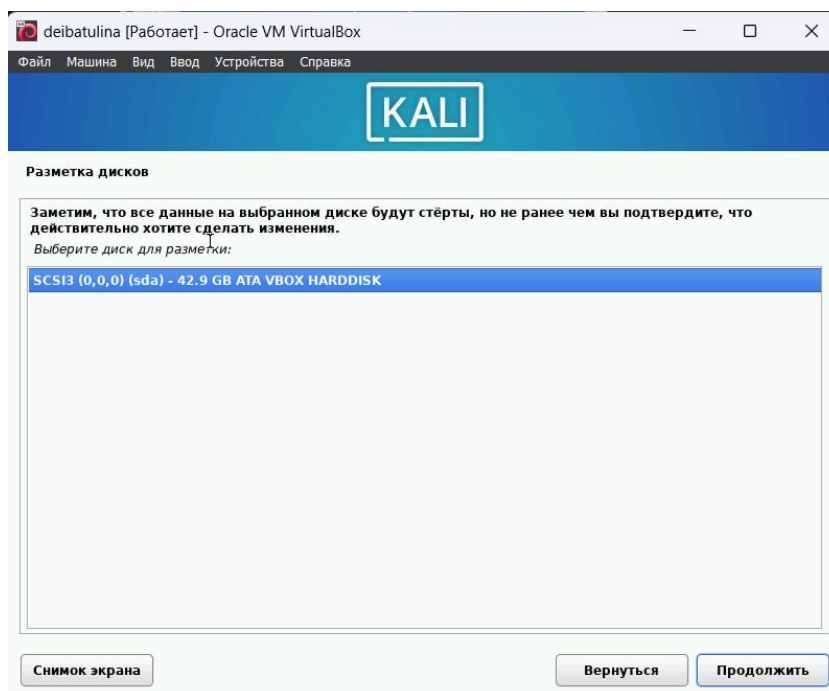 deibatulina [Работает] - Oracle VM VirtualBox
Файл Машина Вид Ввод Устройства Справка
KALI
Разметка дисков
Заметим, что все данные на выбранном диске будут стёрты, но не ранее чем вы подтвердите, что
действительно хотите сделать изменения.
Выберите диск для разметки:
SCSI3 (0,0,0) (sda) - 42.9 GB ATA VBOX HARDDISK
Снимок экрана Вернуться Продолжить